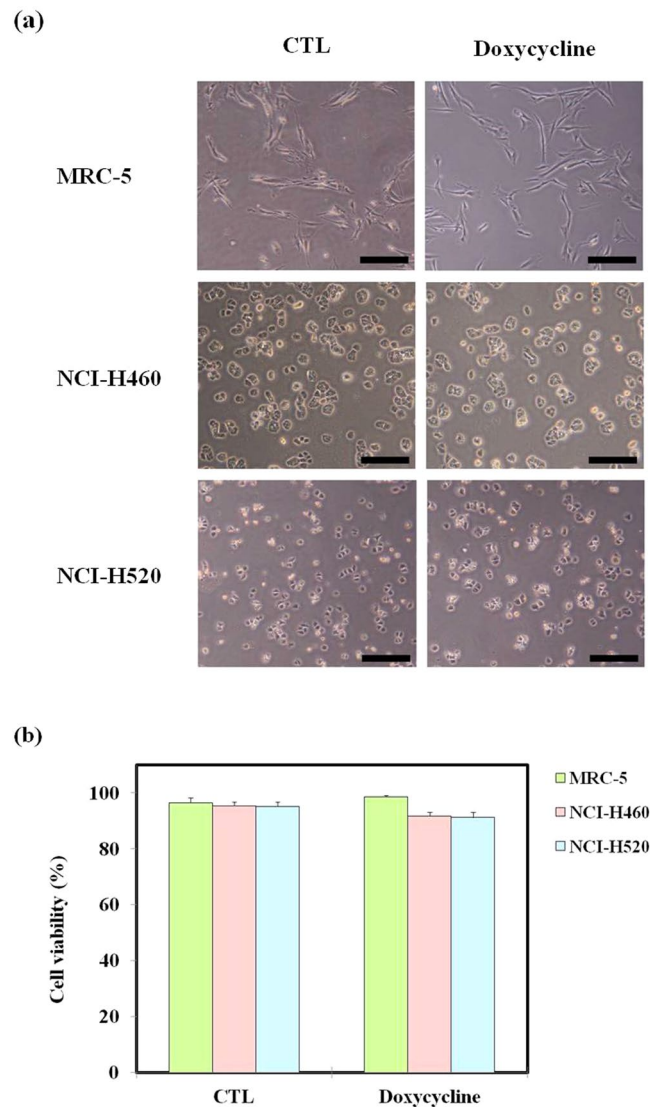 (a)
CTL Doxycycline
MRC-5
NCI-H460
NCI-H520
(b)
100
80
60
40
20
0
Cell viability (%)
CTL Doxycycline
MRC-5
NCI-H460
NCI-H520